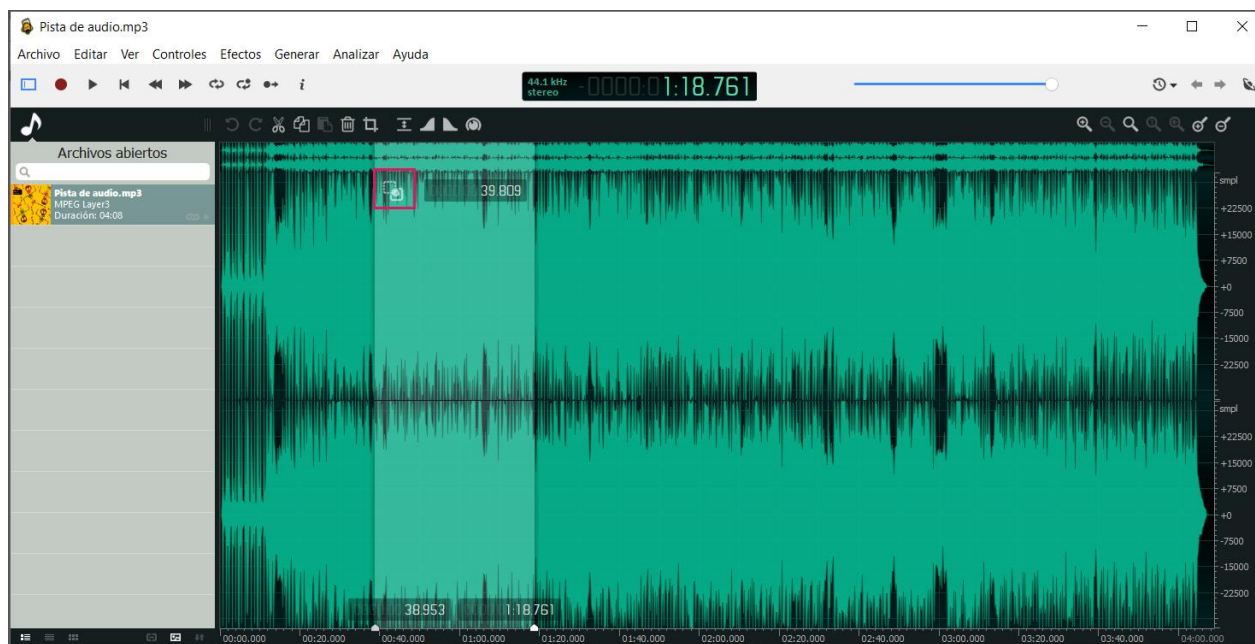 Pista de audio.mp3
Archivo Editar Ver Controles Efectos Generar Analizar Ayuda
44.1 kHz
stereo
-0000:01:18.761
Archivos abiertos
Pista de audio.mp3
MPEG Layer3
Duración: 04:08
39.809
smpl
+22500
+15000
+7500
+0
-7500
-15000
-22500
smpl
+22500
+15000
+7500
+0
-7500
-15000
-22500
38.953 1:18.761
00:00.000 00:20.000 00:40.000 01:00.000 01:20.000 01:40.000 02:00.000 02:20.000 02:40.000 03:00.000 03:20.000 03:40.000 04:00.000